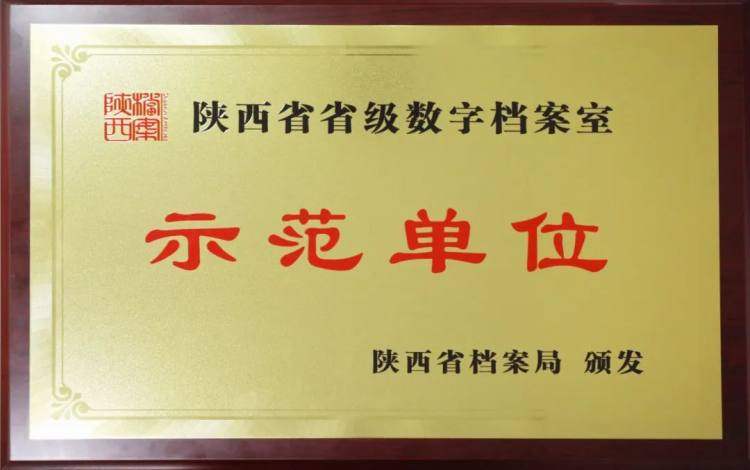 陕西档案
陕西省省级数字档案室
示范单位
陕西省档案局 颁发